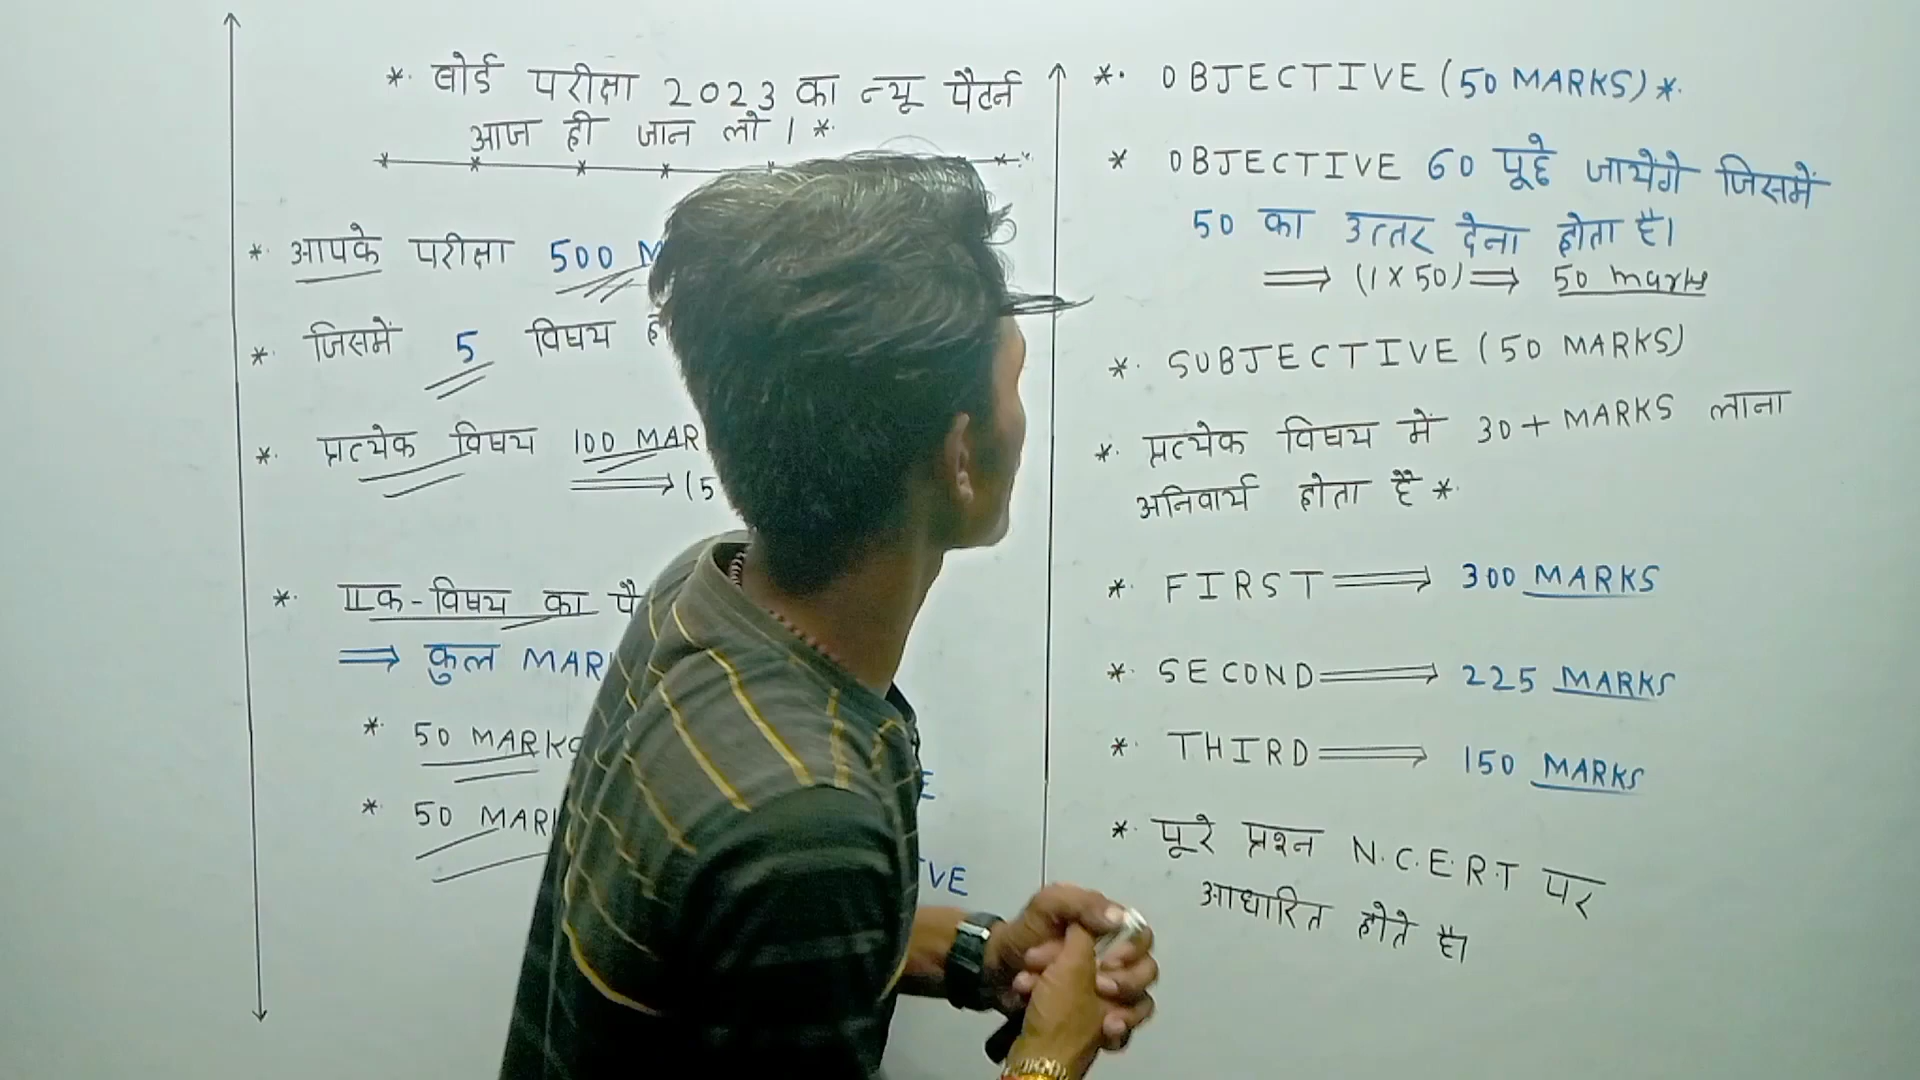 *. बोर्ड परीक्षा 2023 का न्यू पैटर्न
आज ही जान लो । *.
* आपके परीक्षा 500
*. जिसमें 5 विषय
*. प्रत्येक विषय 100 MAR
⟹ (5
*. एक-विषय का
⟹ कुल MAR
* 50 MARKS
* 50 MAR
E
VE
*. OBJECTIVE (50 MARKS) *.
* OBJECTIVE 60 पूछे जायेंगे जिसमें
50 का उत्तर देना होता है।
⟹ (1 X 50) ⟹ 50 marks
*. SUBJECTIVE (50 MARKS)
*. प्रत्येक विषय में 30+ MARKS लाना
अनिवार्य होता है *.
*. FIRST ⟹ 300 MARKS
*. SECOND ⟹ 225 MARKS
*. THIRD ⟹ 150 MARKS
*. पूरे प्रश्न N.C.E.R.T पर
आधारित होते है।